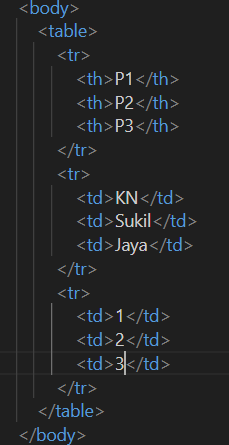 <body>
<table>
<tr>
<th>P1</th>
<th>P2</th>
<th>P3</th>
</tr>
<tr>
<td>KN</td>
<td>Sukil</td>
<td>Jaya</td>
</tr>
<tr>
<td>1</td>
<td>2</td>
<td>3</td>
</tr>
</table>
</body>